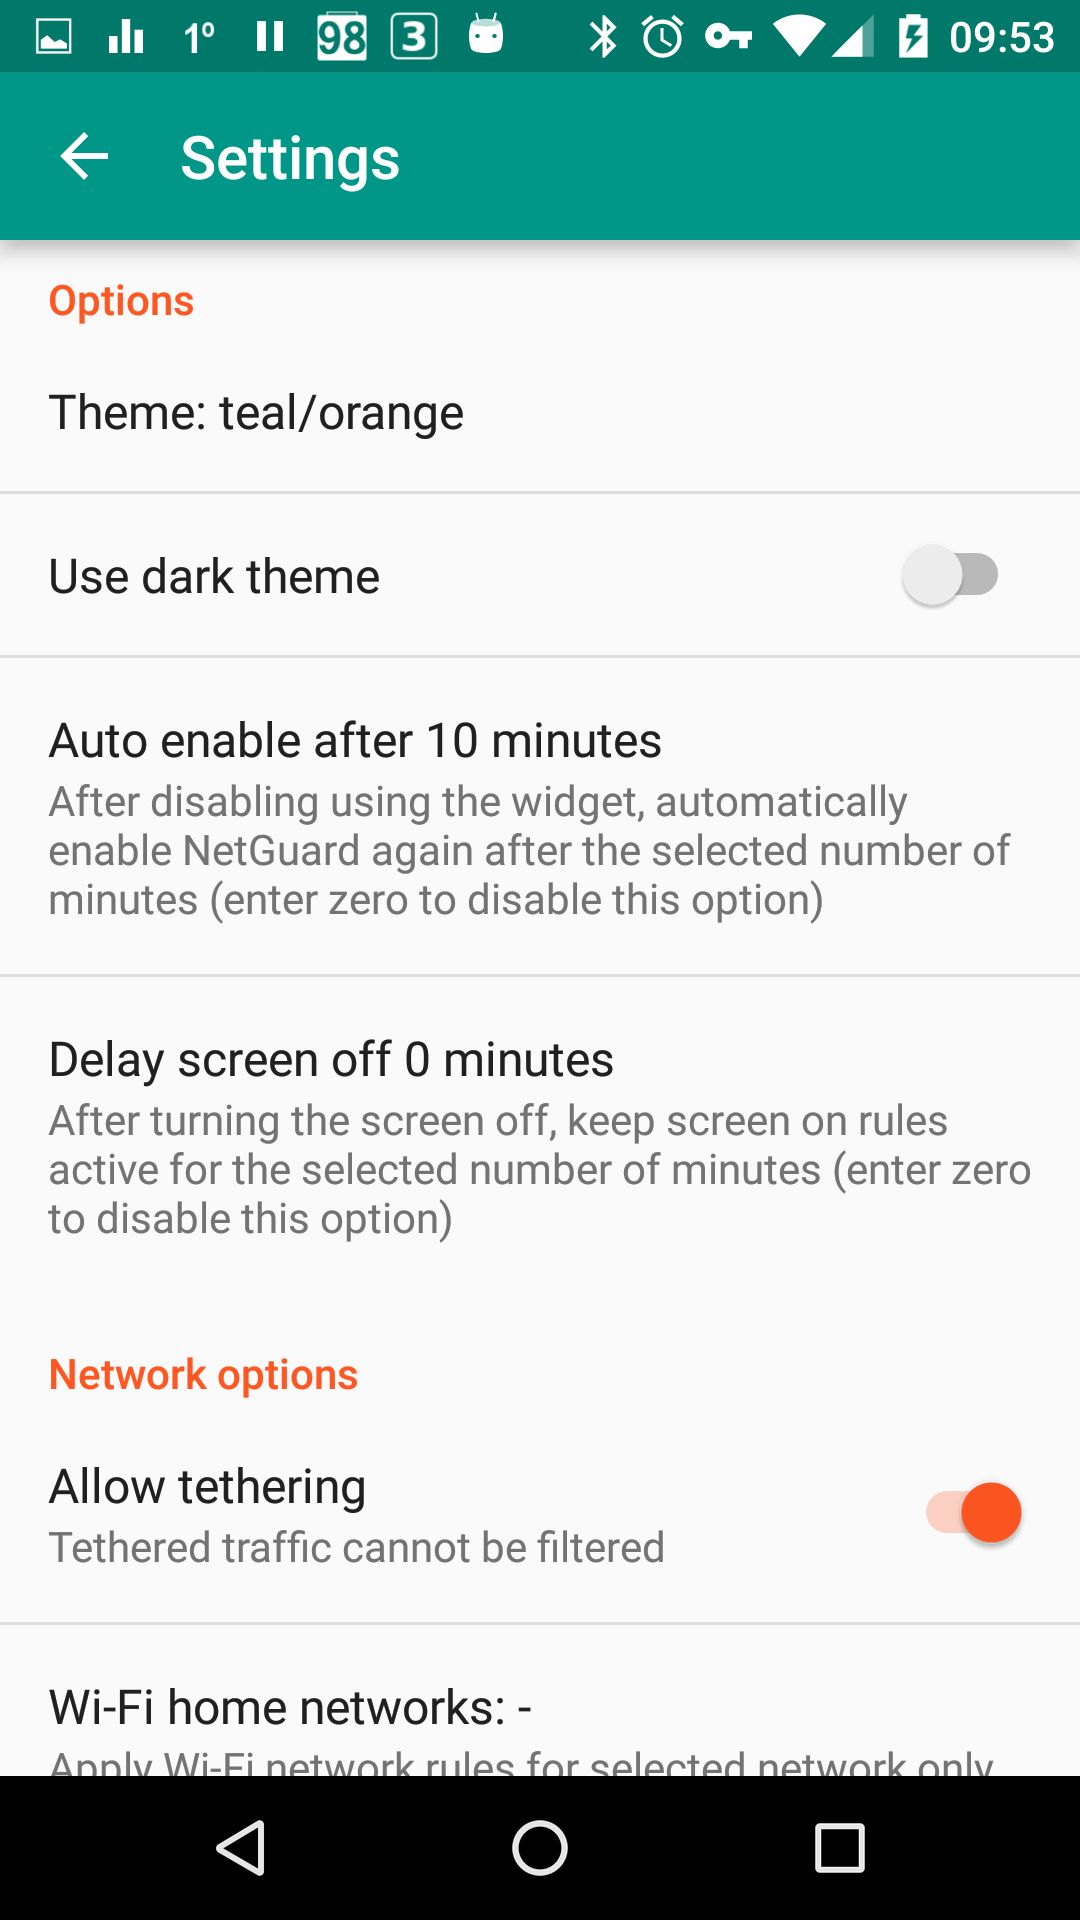 1º 98 3 09:53
Settings
Options
Theme: teal/orange
Use dark theme
Auto enable after 10 minutes
After disabling using the widget, automatically
enable NetGuard again after the selected number of
minutes (enter zero to disable this option)
Delay screen off 0 minutes
After turning the screen off, keep screen on rules
active for the selected number of minutes (enter zero
to disable this option)
Network options
Allow tethering
Tethered traffic cannot be filtered
Wi-Fi home networks: -
Apply Wi-Fi network rules for selected network only